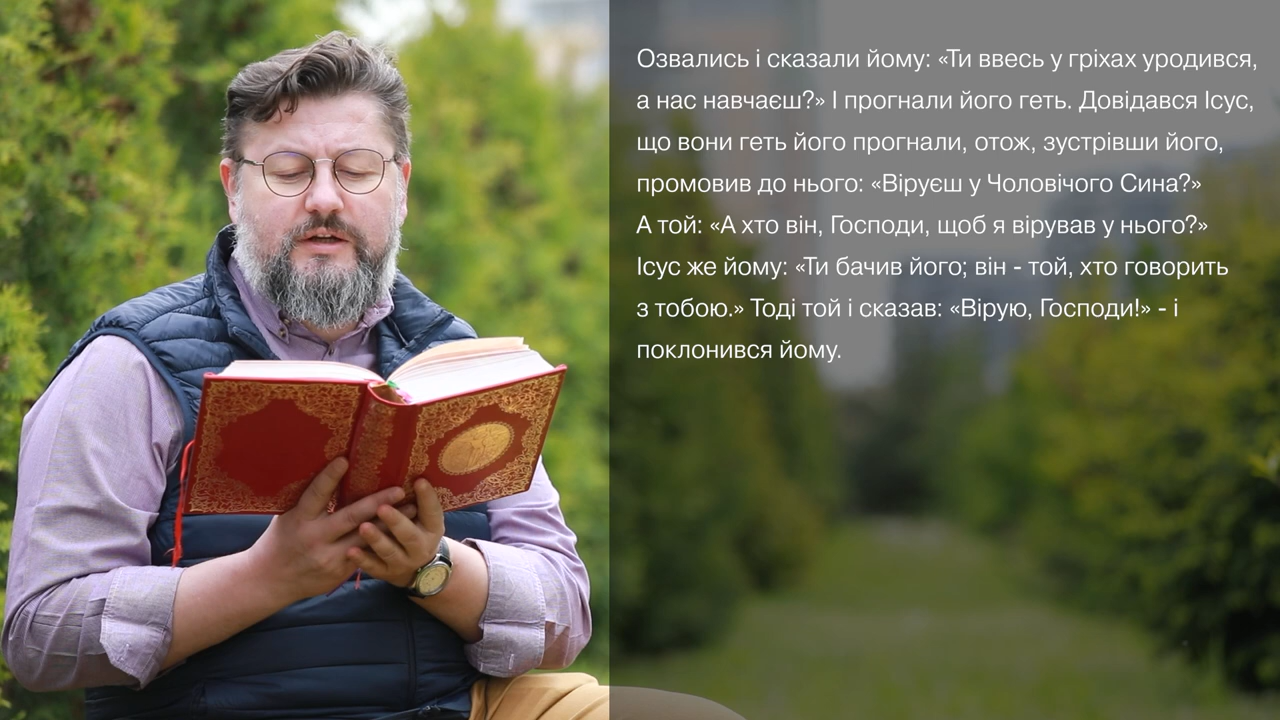 Озвались і сказали йому: «Ти ввесь у гріхах уродився,
а нас навчаєш?» І прогнали його геть. Довідався Ісус,
що вони геть його прогнали, отож, зустрівши його,
промовив до нього: «Віруєш у Чоловічого Сина?»
А той: «А хто він, Господи, щоб я вірував у нього?»
Ісус же йому: «Ти бачив його; він - той, хто говорить
з тобою.» Тоді той і сказав: «Вірую, Господи!» - і
поклонився йому.